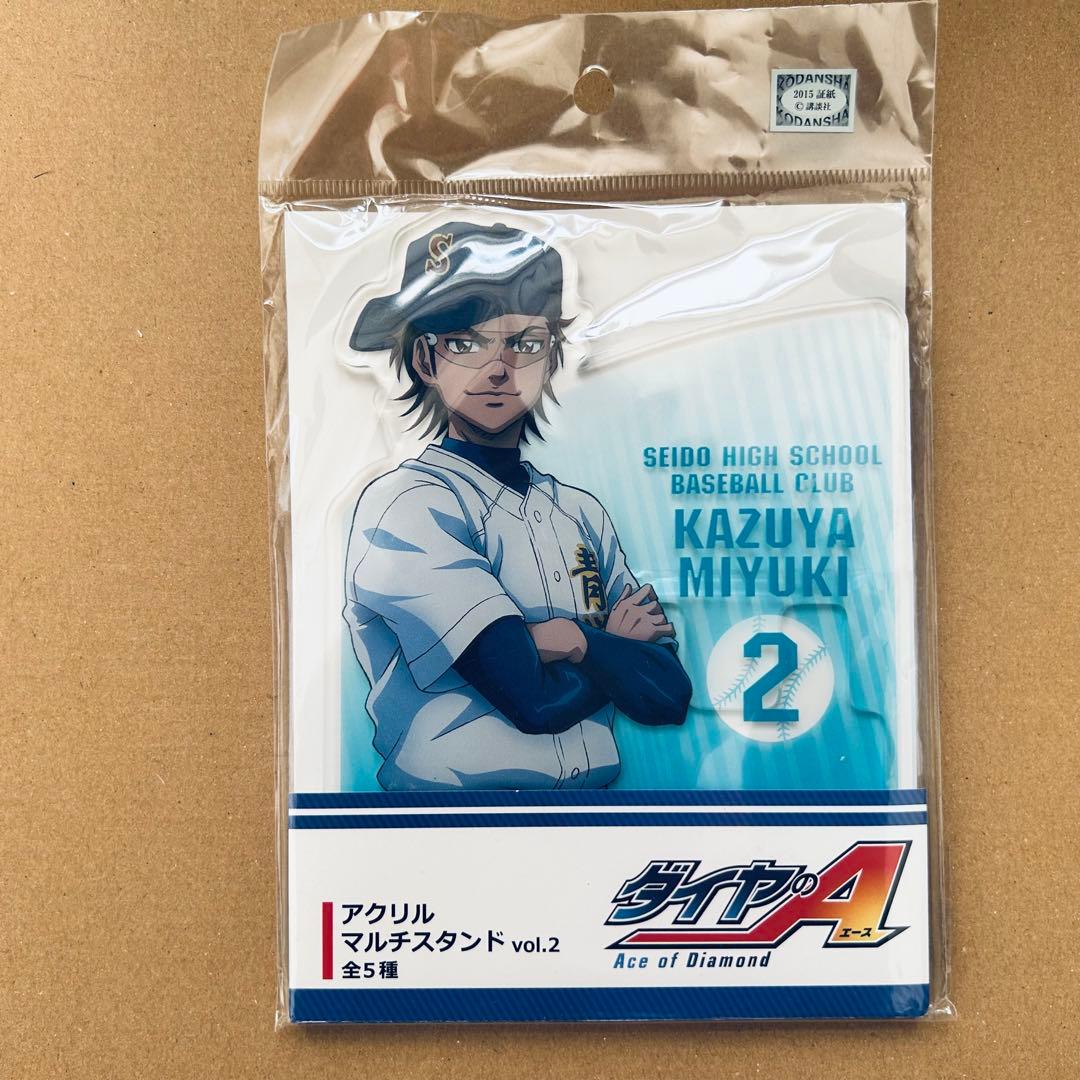 KODANSHA
2015 証紙
© 講談社
KODANSHA
S
SEIDO HIGH SCHOOL
BASEBALL CLUB
KAZUYA
MIYUKI
青
2
ダイヤのA
エース
Ace of Diamond
アクリル
マルチスタンド vol.2
全5種